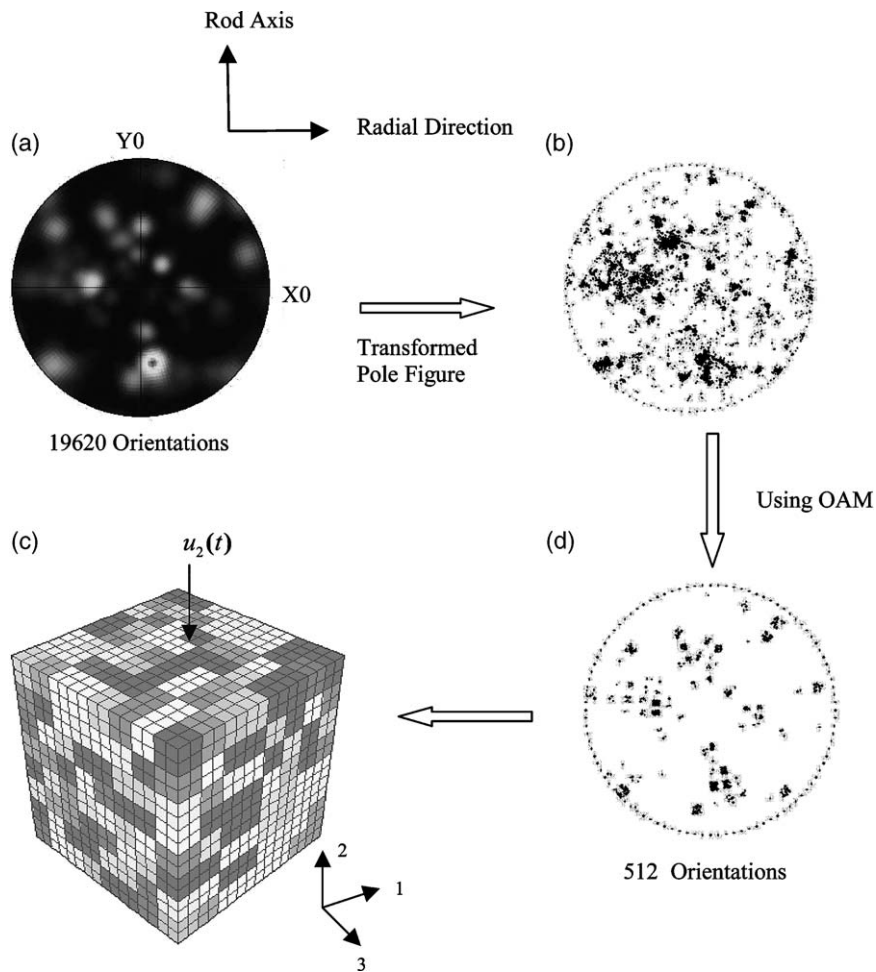 Rod Axis
Radial Direction
(a)
Y0
(b)
X0
Transformed
Pole Figure
19620 Orientations
Using OAM
(c)
u2(t)
(d)
2
1
3
512 Orientations